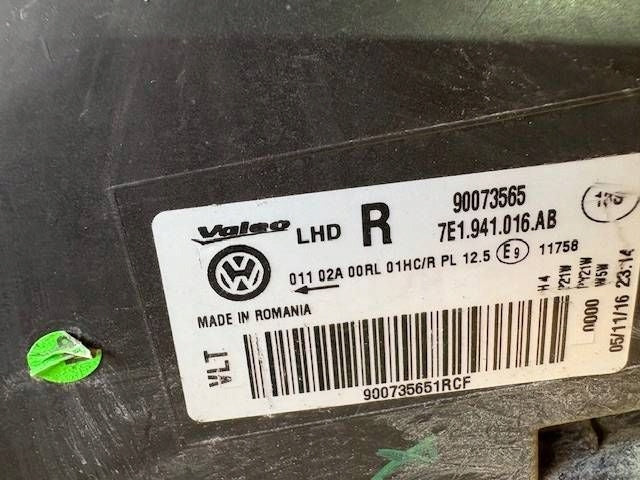 Valeo LHD R 90073565
7E1.941.016.AB
011 02A 00RL 01HC/R PL 12.5 E9 11758
MADE IN ROMANIA
VLT
900735651RCF
H4
P21W
PY21W
W5W
0000
05/11/16 23:14